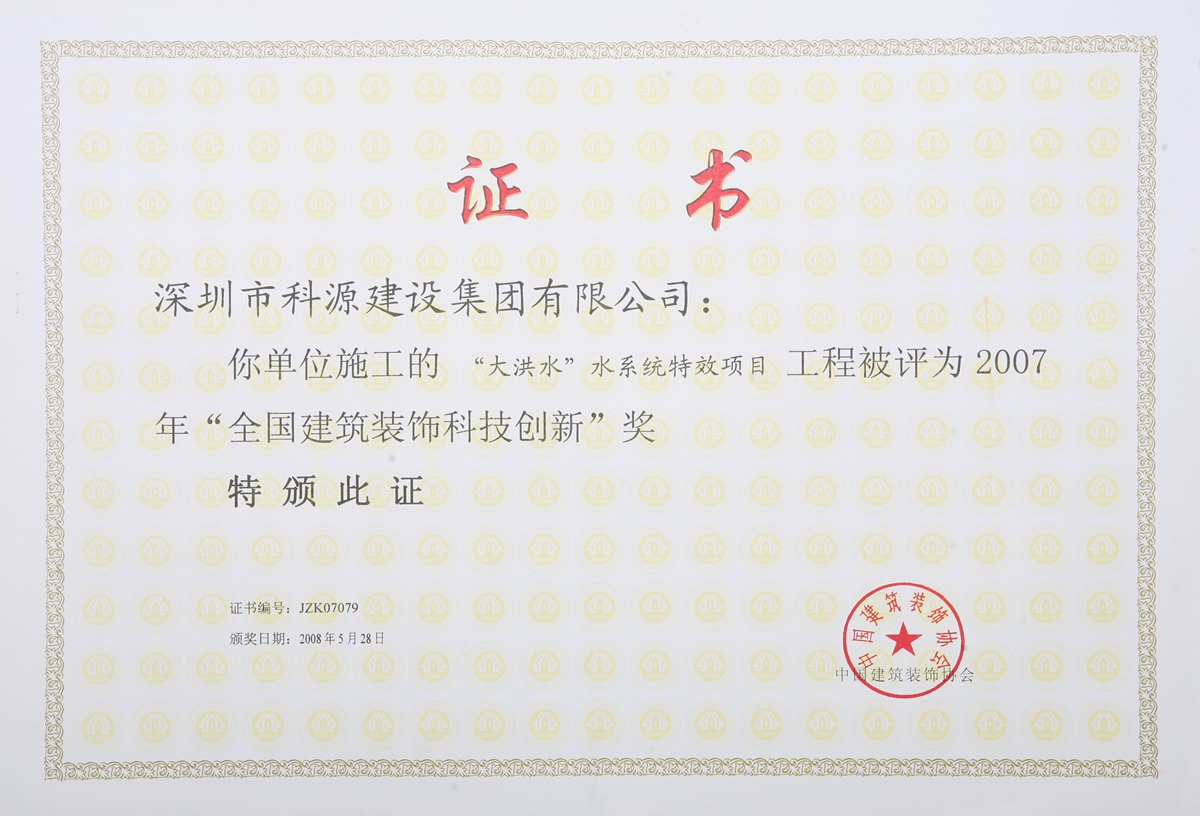 证 书
深圳市科源建设集团有限公司：
你单位施工的 “大洪水”水系统特效项目 工程被评为2007
年“全国建筑装饰科技创新”奖
特颁此证
证书编号：JZK07079
颁奖日期：2008年5月28日
中国建筑装饰协会
中国建筑装饰协会